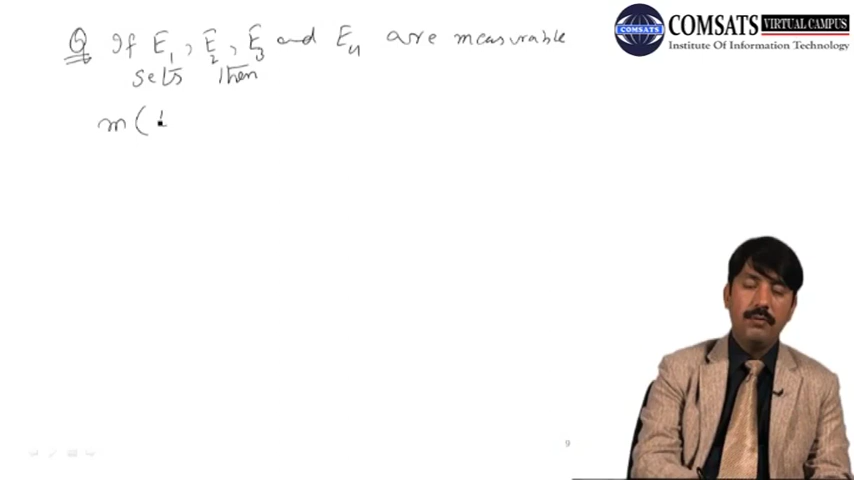 COMSATS VIRTUAL CAMPUS
COMSATS
Institute Of Information Technology
Q If E1, E2, E3 and E4 are measurable
sets then
m(
9